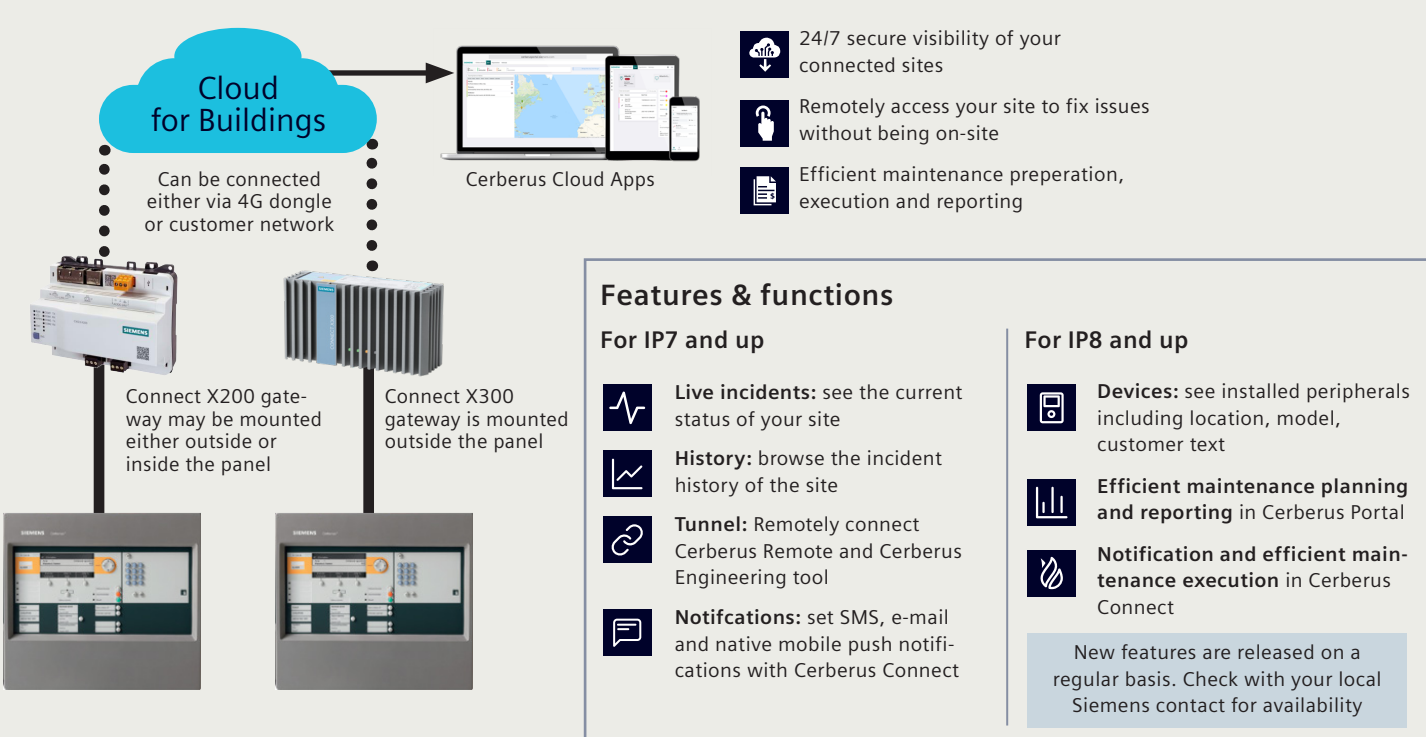 Cloud
for Buildings
Can be connected
either via 4G dongle
or customer network
Cerberus Cloud Apps
24/7 secure visibility of your
connected sites
Remotely access your site to fix issues
without being on-site
Efficient maintenance preperation,
execution and reporting
SIEMENS
SIEMENS
Connect X200 gate-
way may be mounted
either outside or
inside the panel
Connect X300
gateway is mounted
outside the panel
SIEMENS
SIEMENS
Features & functions
For IP7 and up
Live incidents: see the current
status of your site
History: browse the incident
history of the site
Tunnel: Remotely connect
Cerberus Remote and Cerberus
Engineering tool
Notifcations: set SMS, e-mail
and native mobile push notifi-
cations with Cerberus Connect
For IP8 and up
Devices: see installed peripherals
including location, model,
customer text
Efficient maintenance planning
and reporting in Cerberus Portal
Notification and efficient main-
tenance execution in Cerberus
Connect
New features are released on a
regular basis. Check with your local
Siemens contact for availability